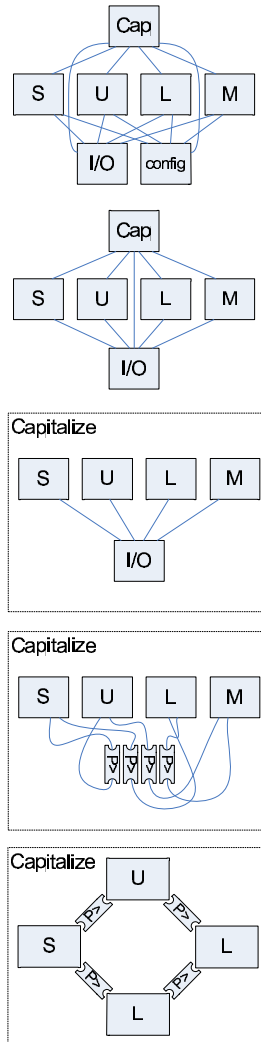 Cap
S U L M
I/O config
Cap
S U L M
I/O
Capitalize
S U L M
I/O
Capitalize
S U L M
P> P> P> P>
Capitalize
U
P> P>
S L
P> P>
L